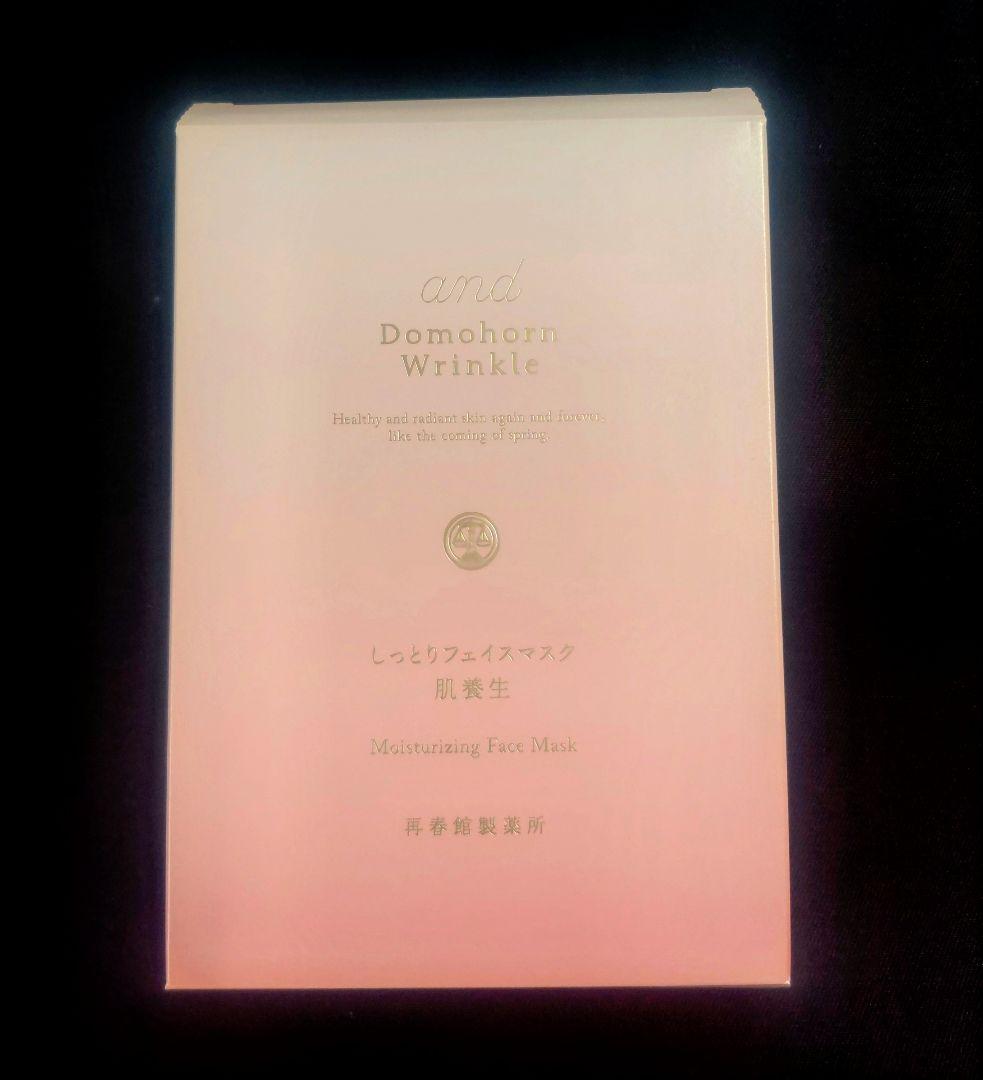 and
Domohorn
Wrinkle
Healthy and radiant skin again and forever,
like the coming of spring.
しっとりフェイスマスク
肌養生
Moisturizing Face Mask
再春館製薬所